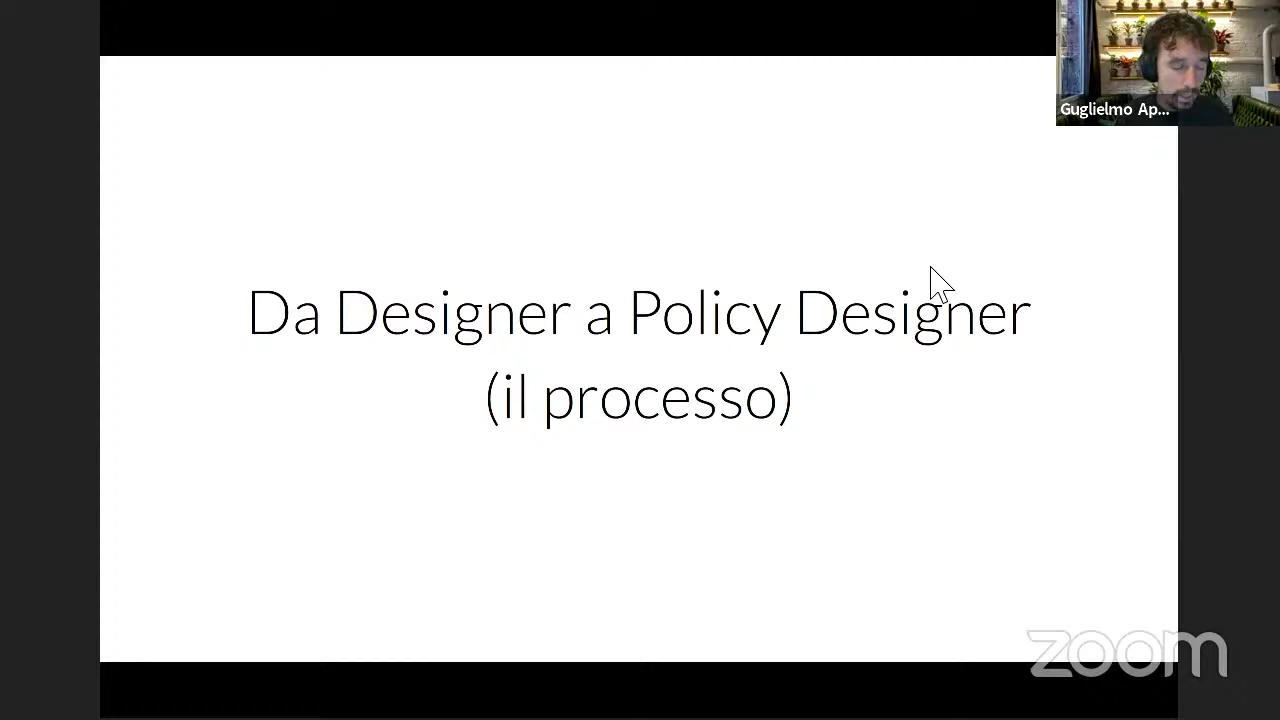 Guglielmo Ap...
Da Designer a Policy Designer
(il processo)
zoom